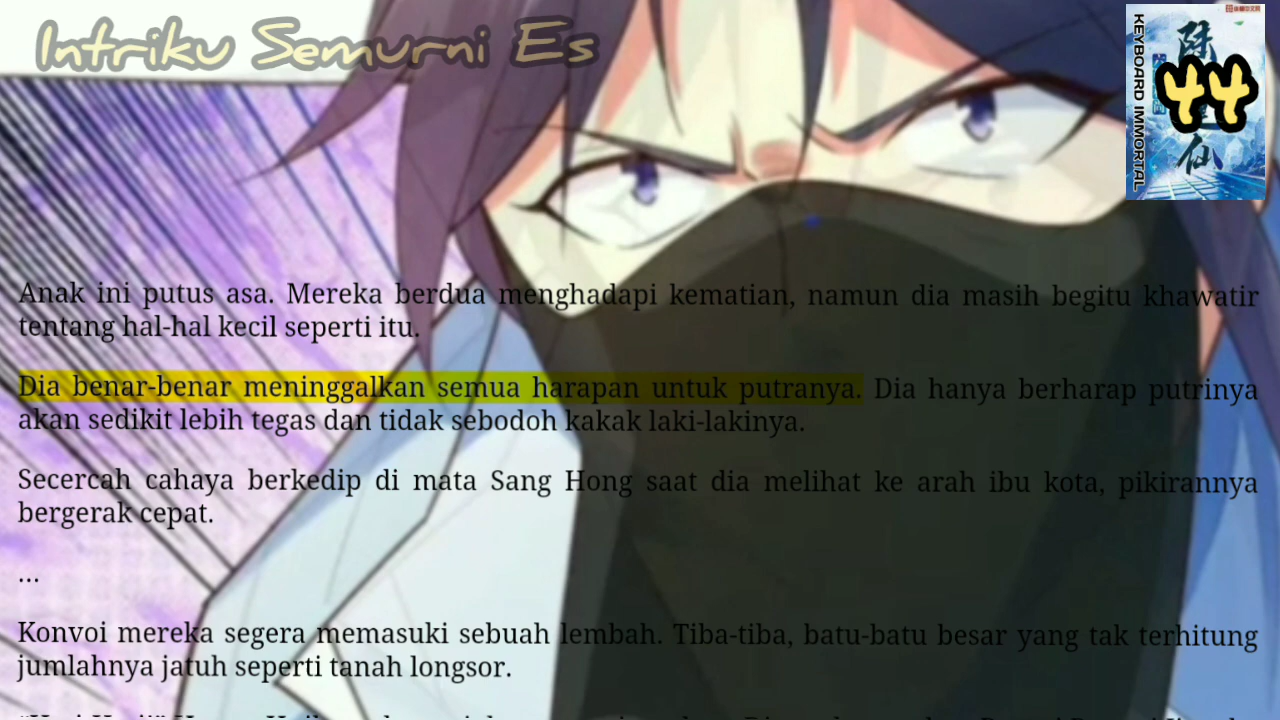 Intriku Semurni Es
KEYBOARD IMMORTAL
44
仙
Anak ini putus asa. Mereka berdua menghadapi kematian, namun dia masih begitu khawatir
tentang hal-hal kecil seperti itu.
Dia benar-benar meninggalkan semua harapan untuk putranya. Dia hanya berharap putrinya
akan sedikit lebih tegas dan tidak sebodoh kakak laki-lakinya.
Secercah cahaya berkedip di mata Sang Hong saat dia melihat ke arah ibu kota, pikirannya
bergerak cepat.
...
Konvoi mereka segera memasuki sebuah lembah. Tiba-tiba, batu-batu besar yang tak terhitung
jumlahnya jatuh seperti tanah longsor.